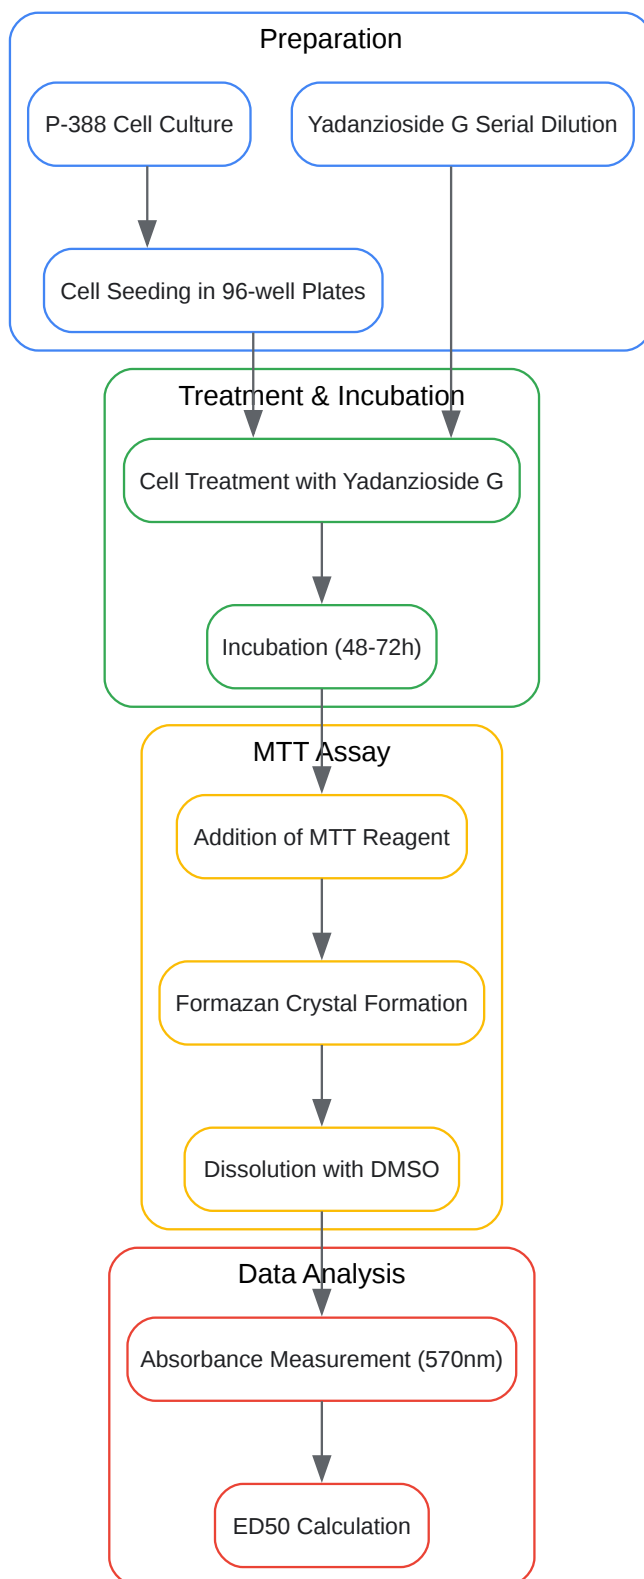 Preparation
P-388 Cell Culture
Yadanzioside G Serial Dilution
Cell Seeding in 96-well Plates
Treatment & Incubation
Cell Treatment with Yadanzioside G
Incubation (48-72h)
MTT Assay
Addition of MTT Reagent
Formazan Crystal Formation
Dissolution with DMSO
Data Analysis
Absorbance Measurement (570nm)
ED50 Calculation